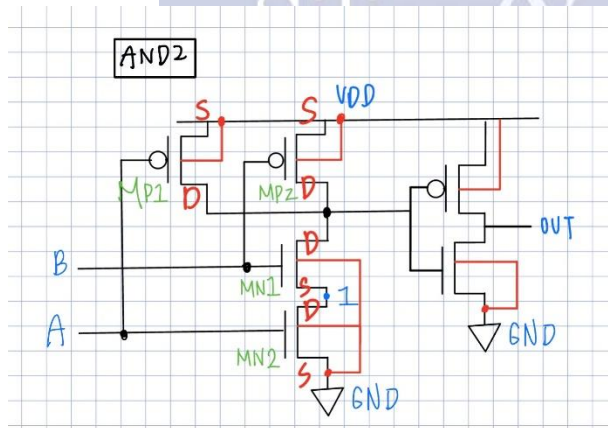 AND2
S S VDD
MP1 D MP2 D
OUT
B D
MN1 S 1
A D
MN2
S GND
GND